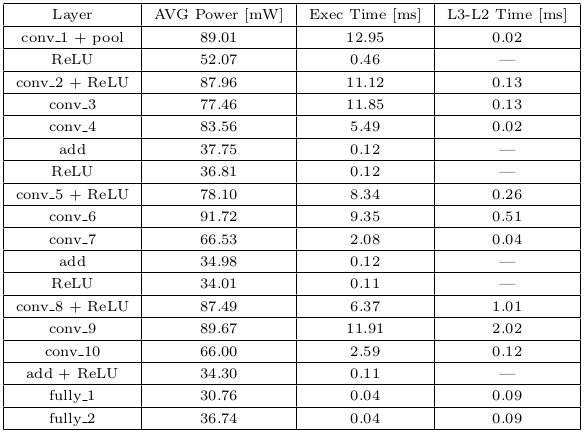 Layer AVG Power [mW] Exec Time [ms] L3-L2 Time [ms]
conv_1 + pool 89.01 12.95 0.02
ReLU 52.07 0.46 —
conv_2 + ReLU 87.96 11.12 0.13
conv_3 77.46 11.85 0.13
conv_4 83.56 5.49 0.02
add 37.75 0.12 —
ReLU 36.81 0.12 —
conv_5 + ReLU 78.10 8.34 0.26
conv_6 91.72 9.35 0.51
conv_7 66.53 2.08 0.04
add 34.98 0.12 —
ReLU 34.01 0.11 —
conv_8 + ReLU 87.49 6.37 1.01
conv_9 89.67 11.91 2.02
conv_10 66.00 2.59 0.12
add + ReLU 34.30 0.11 —
fully_1 30.76 0.04 0.09
fully_2 36.74 0.04 0.09